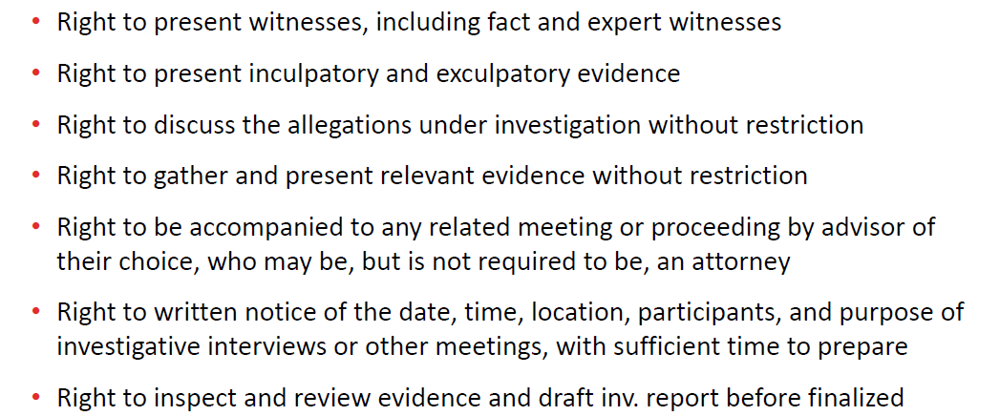 • Right to present witnesses, including fact and expert witnesses
• Right to present inculpatory and exculpatory evidence
• Right to discuss the allegations under investigation without restriction
• Right to gather and present relevant evidence without restriction
• Right to be accompanied to any related meeting or proceeding by advisor of
their choice, who may be, but is not required to be, an attorney
• Right to written notice of the date, time, location, participants, and purpose of
investigative interviews or other meetings, with sufficient time to prepare
• Right to inspect and review evidence and draft inv. report before finalized